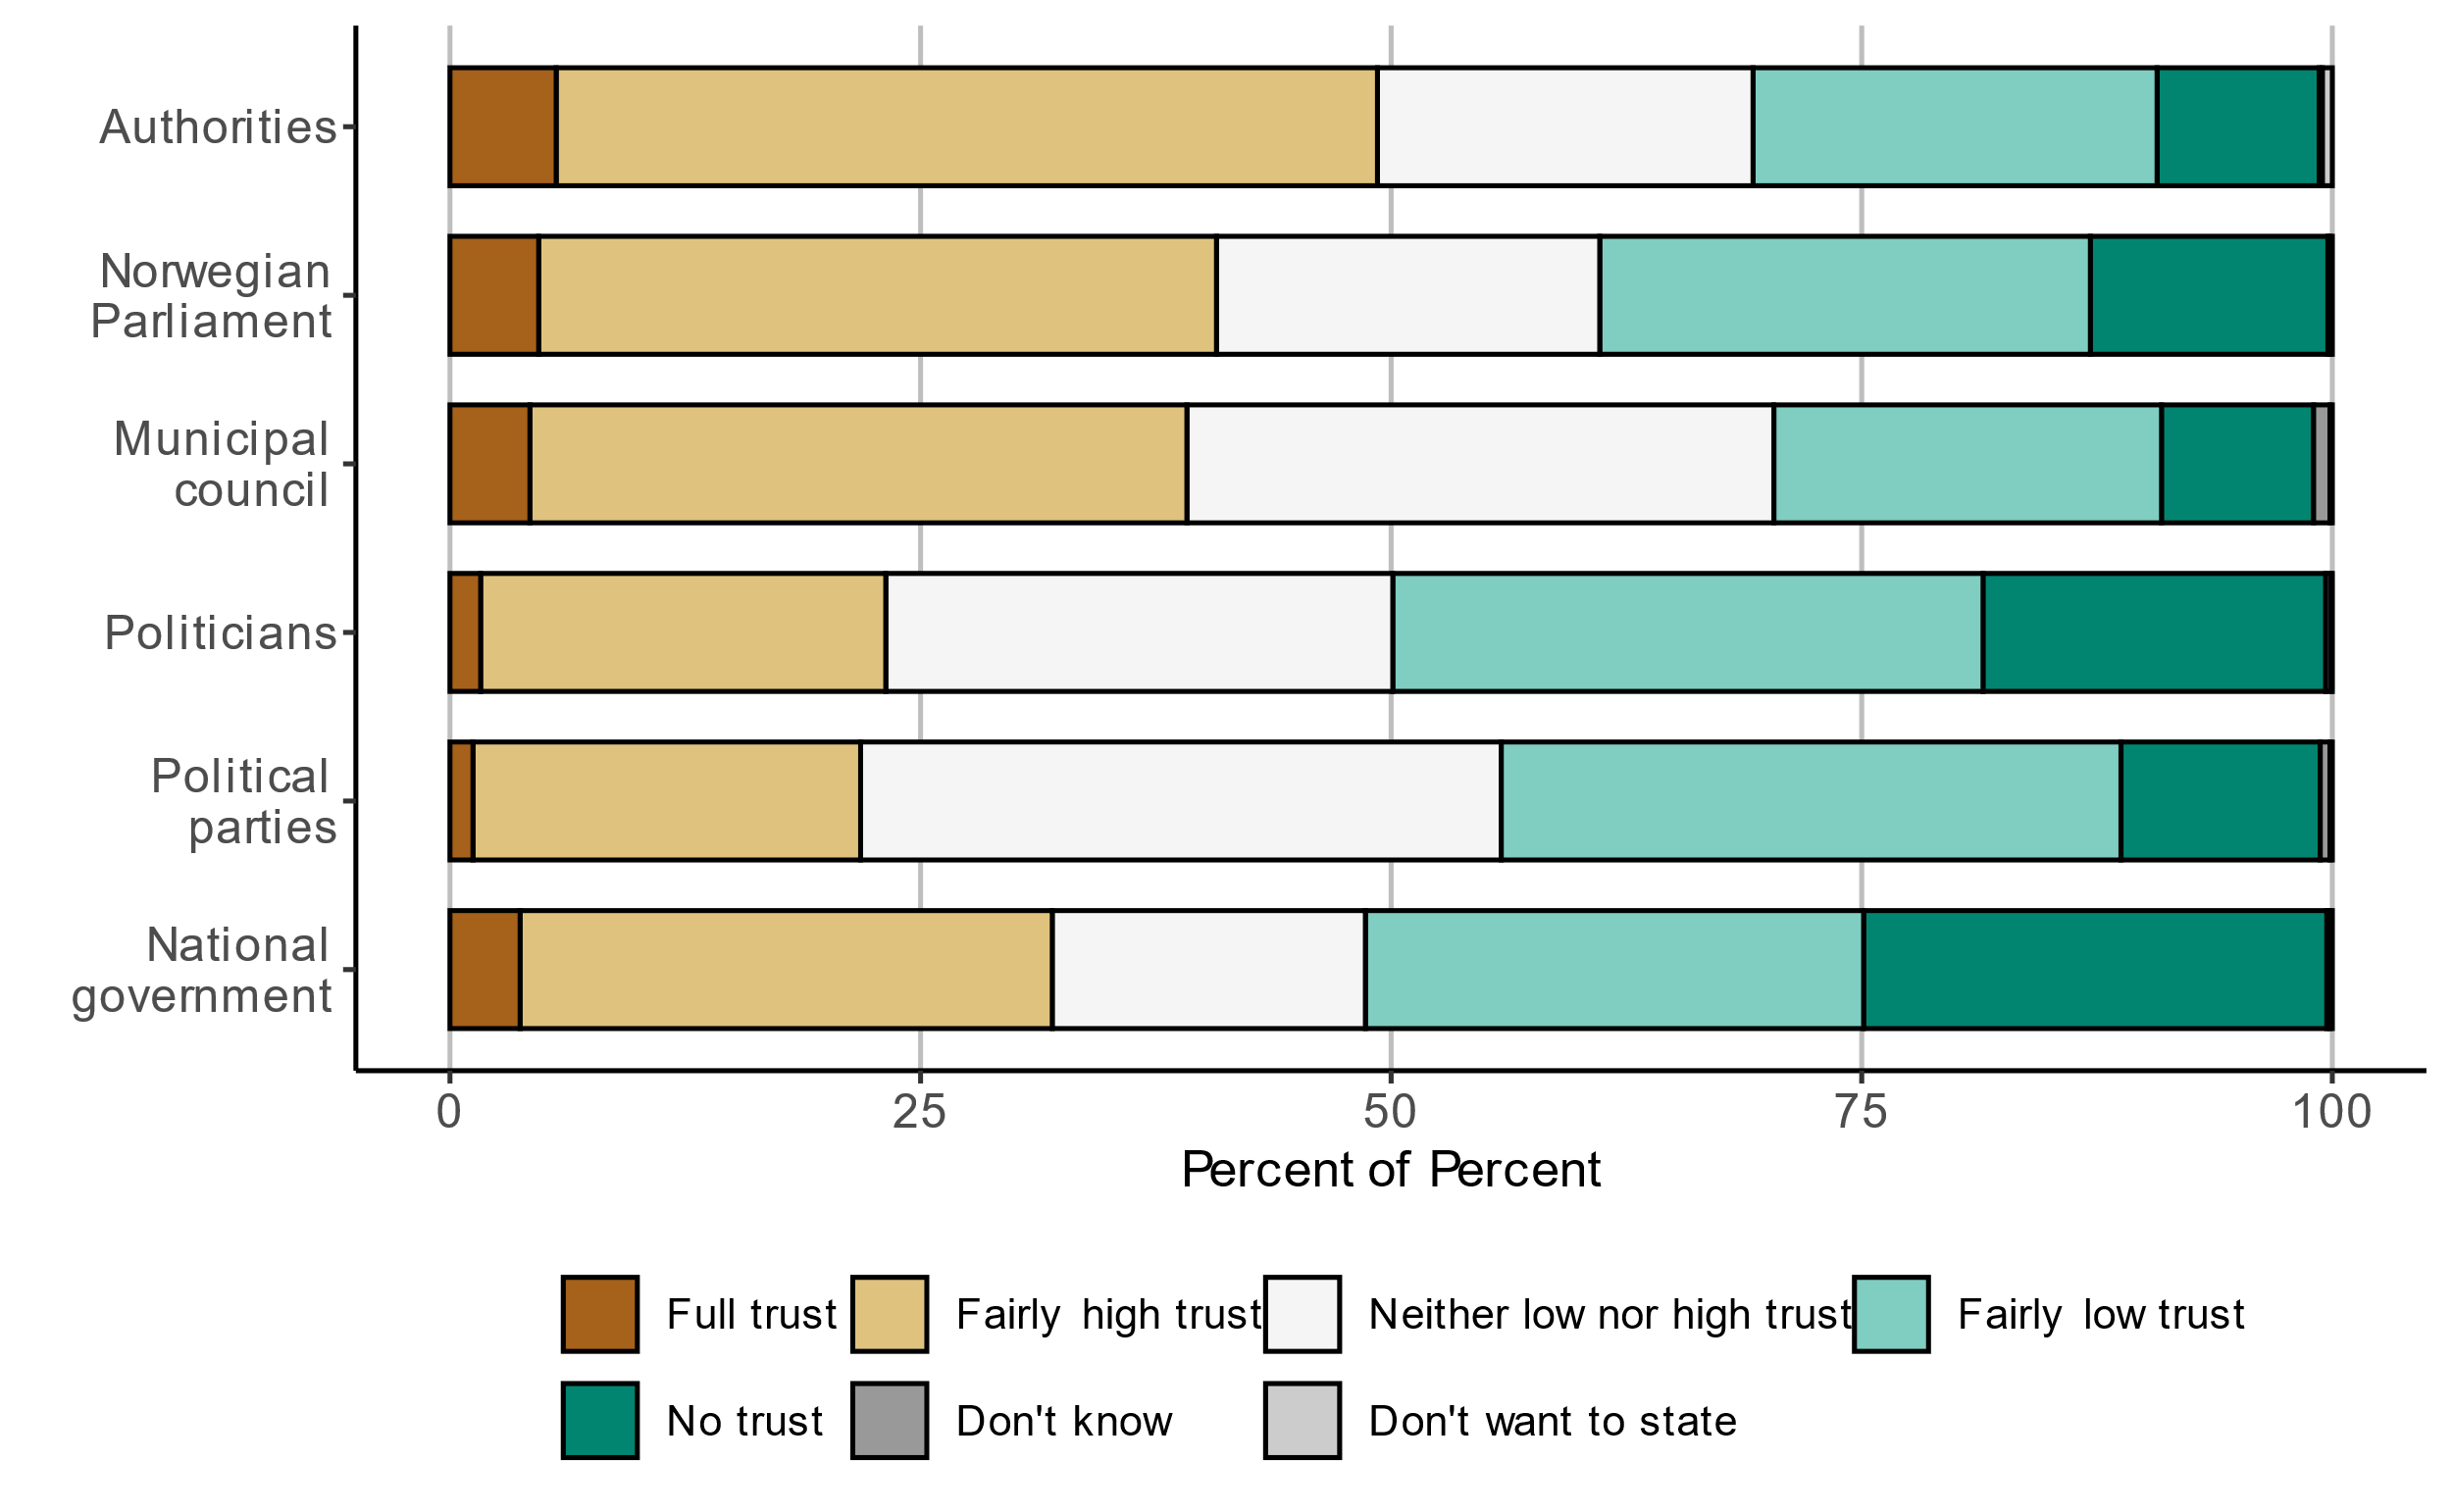 Authorities
Norwegian
Parliament
Municipal
council
Politicians
Political
parties
National
government
0 25 50 75 100
Percent of Percent
Full trust Fairly high trust Neither low nor high trust Fairly low trust
No trust Don't know Don't want to state